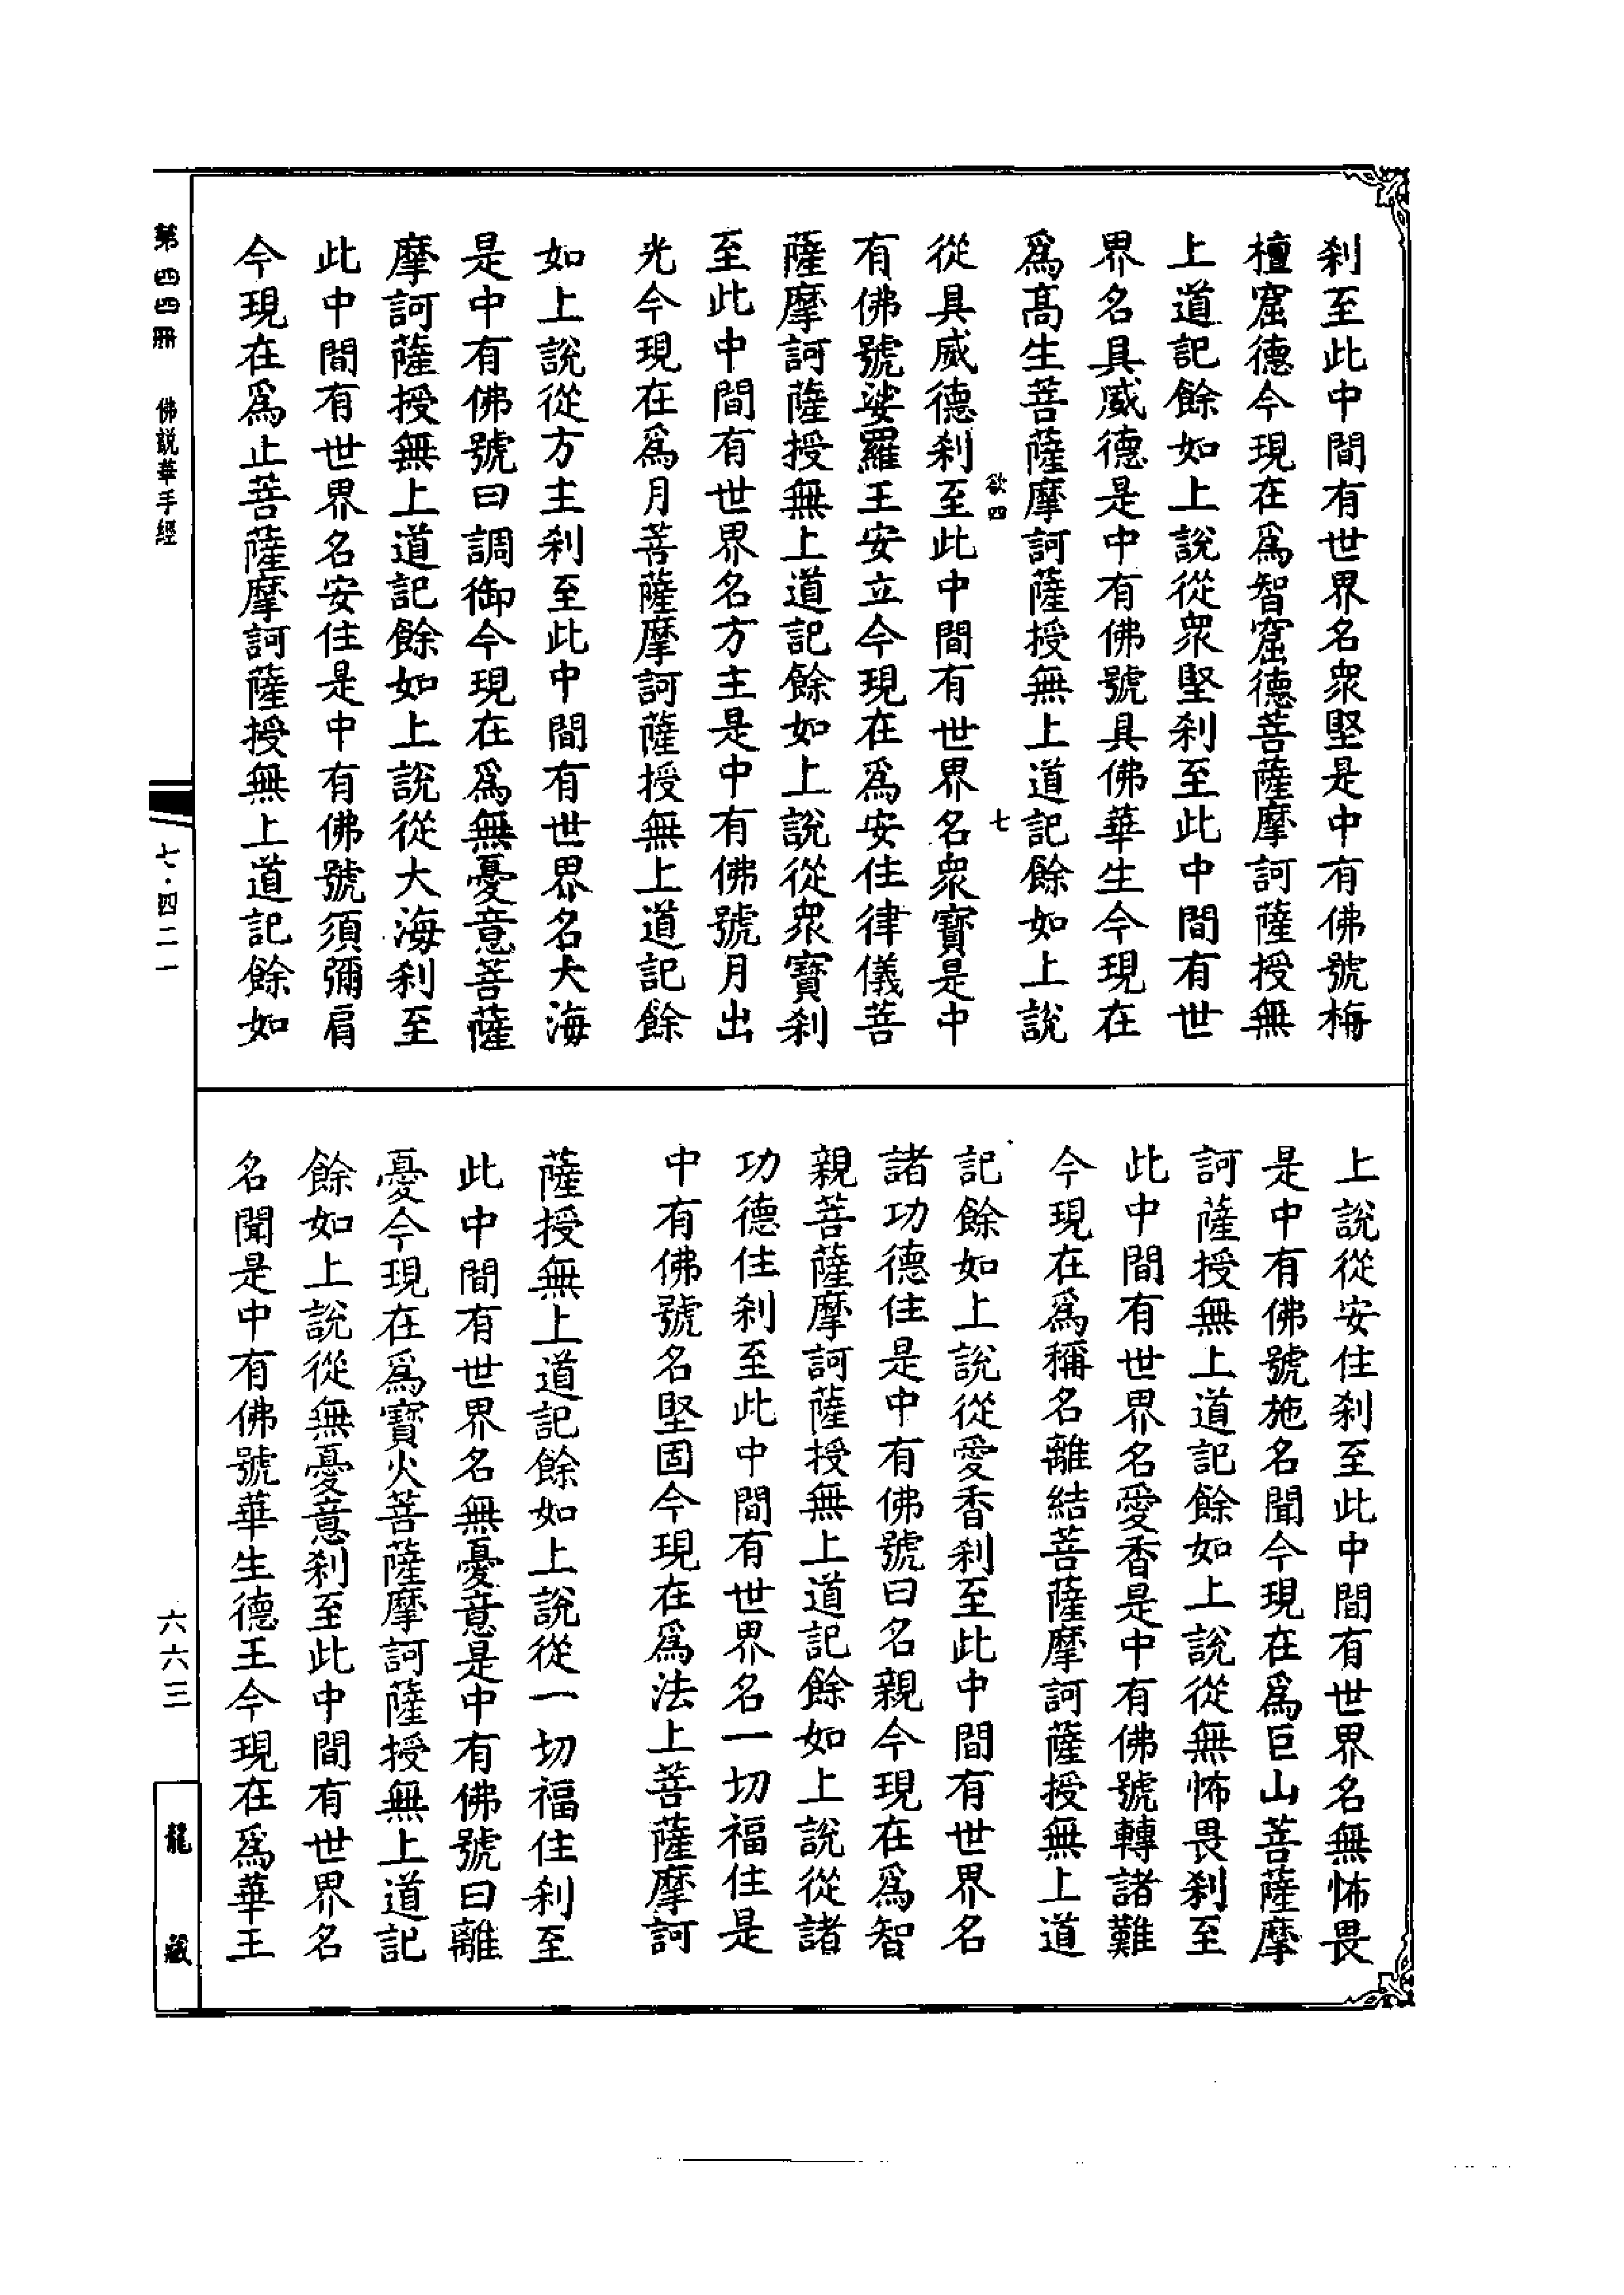 刹至此中間有世界名衆堅是中有佛號栴
檀窟德今現在爲智窟德菩薩摩訶薩授無
上道記餘如上說從衆堅刹至此中間有世
界名具威德是中有佛號具佛華生今現在
爲高生菩薩摩訶薩授無上道記餘如上說
欲四 七
從具威德刹至此中間有世界名衆寶是中
有佛號娑羅王安立今現在爲安住律儀菩
薩摩訶薩授無上道記餘如上說從衆寶刹
至此中間有世界名方主是中有佛號月出
光今現在爲月菩薩摩訶薩授無上道記餘
如上說從方主刹至此中間有世界名大海
是中有佛號曰調御今現在爲無憂意菩薩
摩訶薩授無上道記餘如上說從大海刹至
此中間有世界名安住是中有佛號須彌肩
今現在爲止菩薩摩訶薩授無上道記餘如
上說從安住刹至此中間有世界名無怖畏
是中有佛號施名聞今現在爲巨山菩薩摩
訶薩授無上道記餘如上說從無怖畏刹至
此中間有世界名愛香是中有佛號轉諸難
今現在爲稱名離結菩薩摩訶薩授無上道
記餘如上說從愛香刹至此中間有世界名
諸功德住是中有佛號曰名親今現在爲智
親菩薩摩訶薩授無上道記餘如上說從諸
功德住刹至此中間有世界名一切福住是
中有佛號名堅固今現在爲法上菩薩摩訶
薩授無上道記餘如上說從一切福住刹至
此中間有世界名無憂意是中有佛號曰離
憂今現在爲寶火菩薩摩訶薩授無上道記
餘如上說從無憂意刹至此中間有世界名
名聞是中有佛號華生德王今現在爲華王
第四四冊 佛說華手經 七·四二一 六六三 龍藏